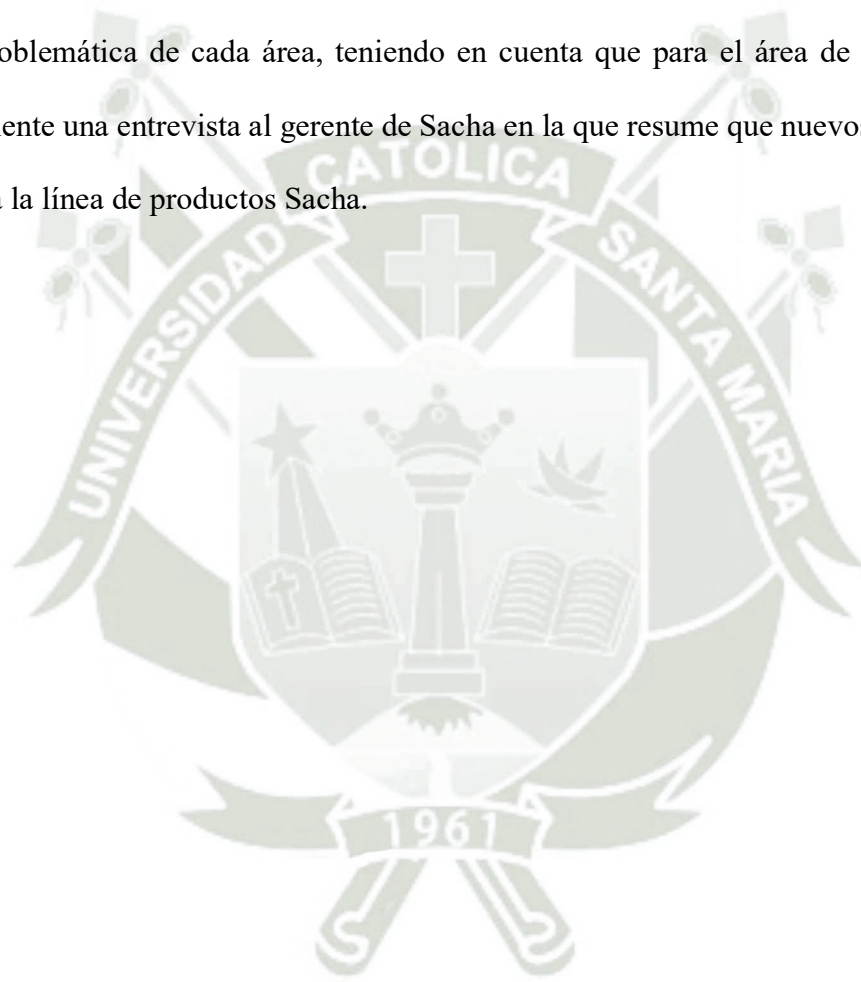 oblemática de cada área, teniendo en cuenta que para el área de
ente una entrevista al gerente de Sacha en la que resume que nuevos
la línea de productos Sacha.
UNIVERSIDAD CATOLICA SANTA MARIA
1961